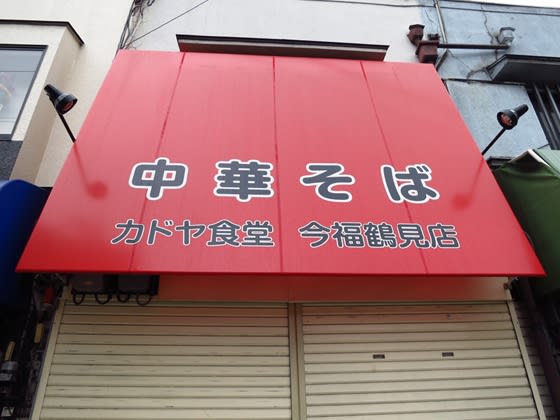 中華そば
カドヤ食堂 今福鶴見店